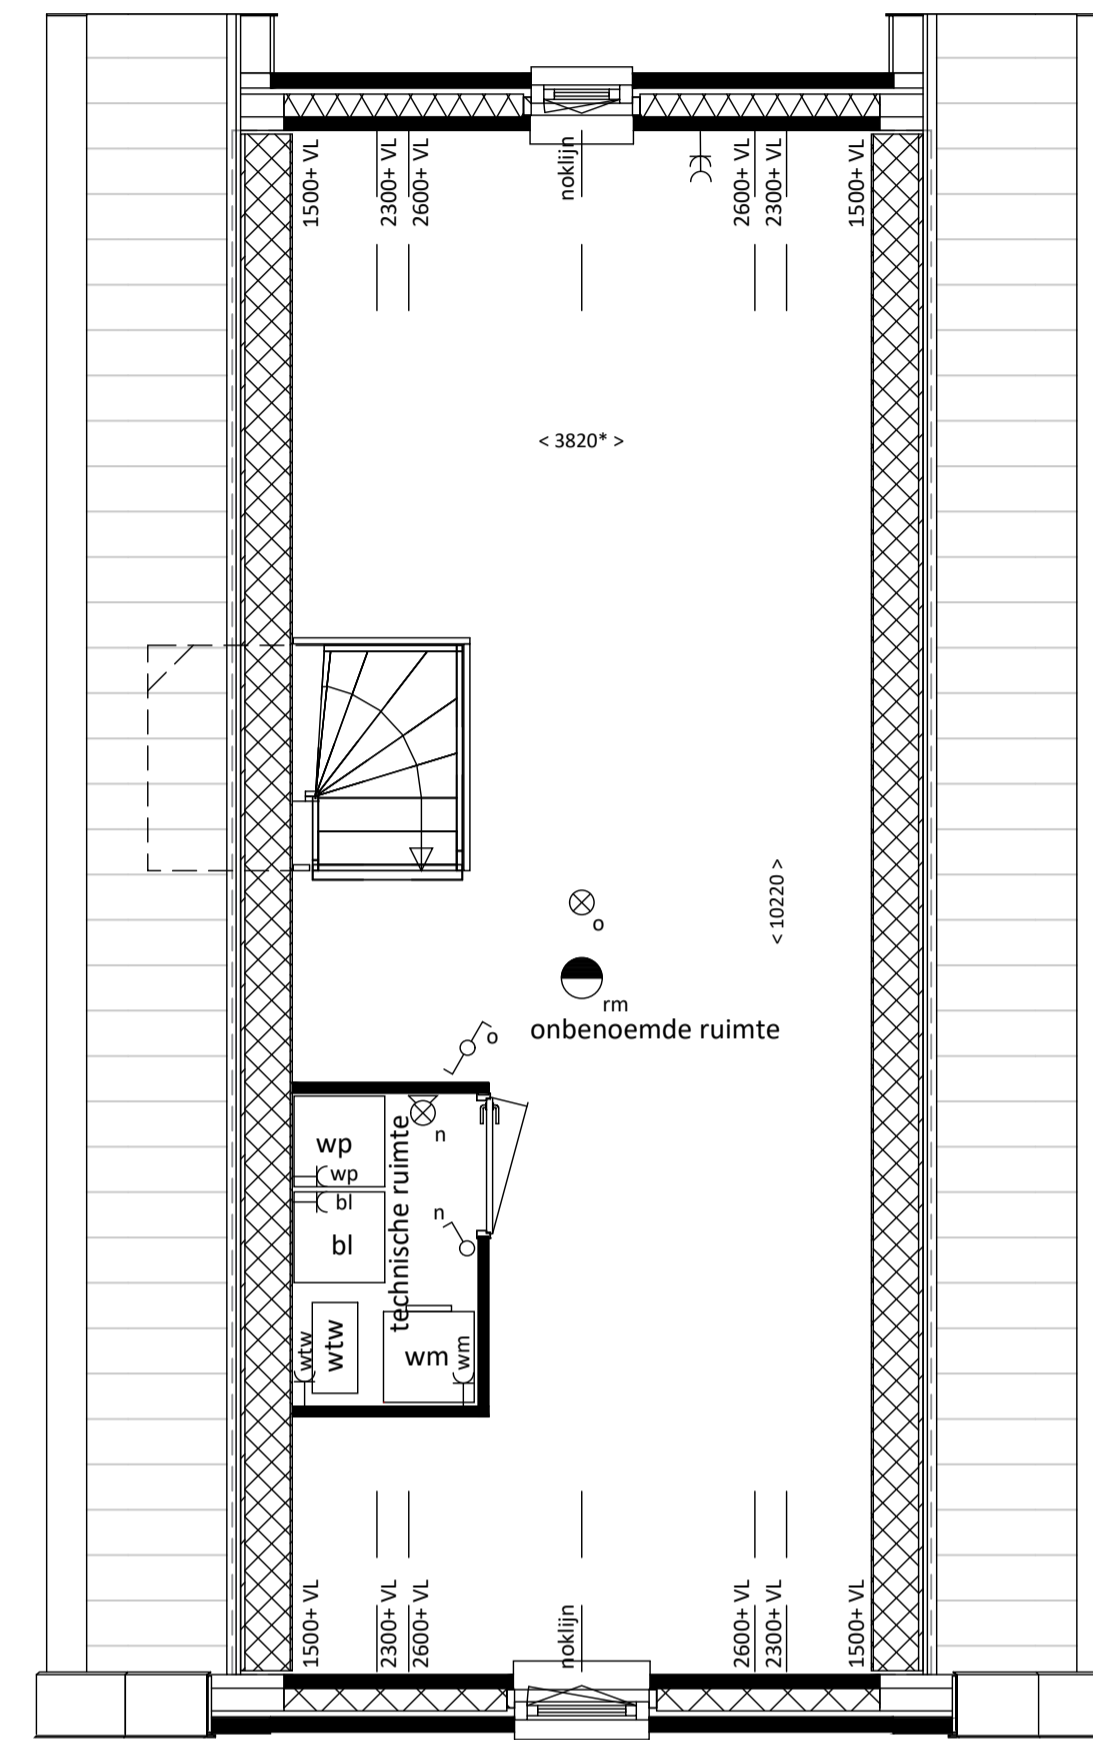 1500+ VL
2300+ VL
2600+ VL
noklijn
2600+ VL
2300+ VL
1500+ VL
< 3820* >
< 10220 >
o
rm
onbenoemde ruimte
o
n
technische ruimte
wp
wp
bl
bl
n
wtw
wtw
wm
wm
1500+ VL
2300+ VL
2600+ VL
noklijn
2600+ VL
2300+ VL
1500+ VL